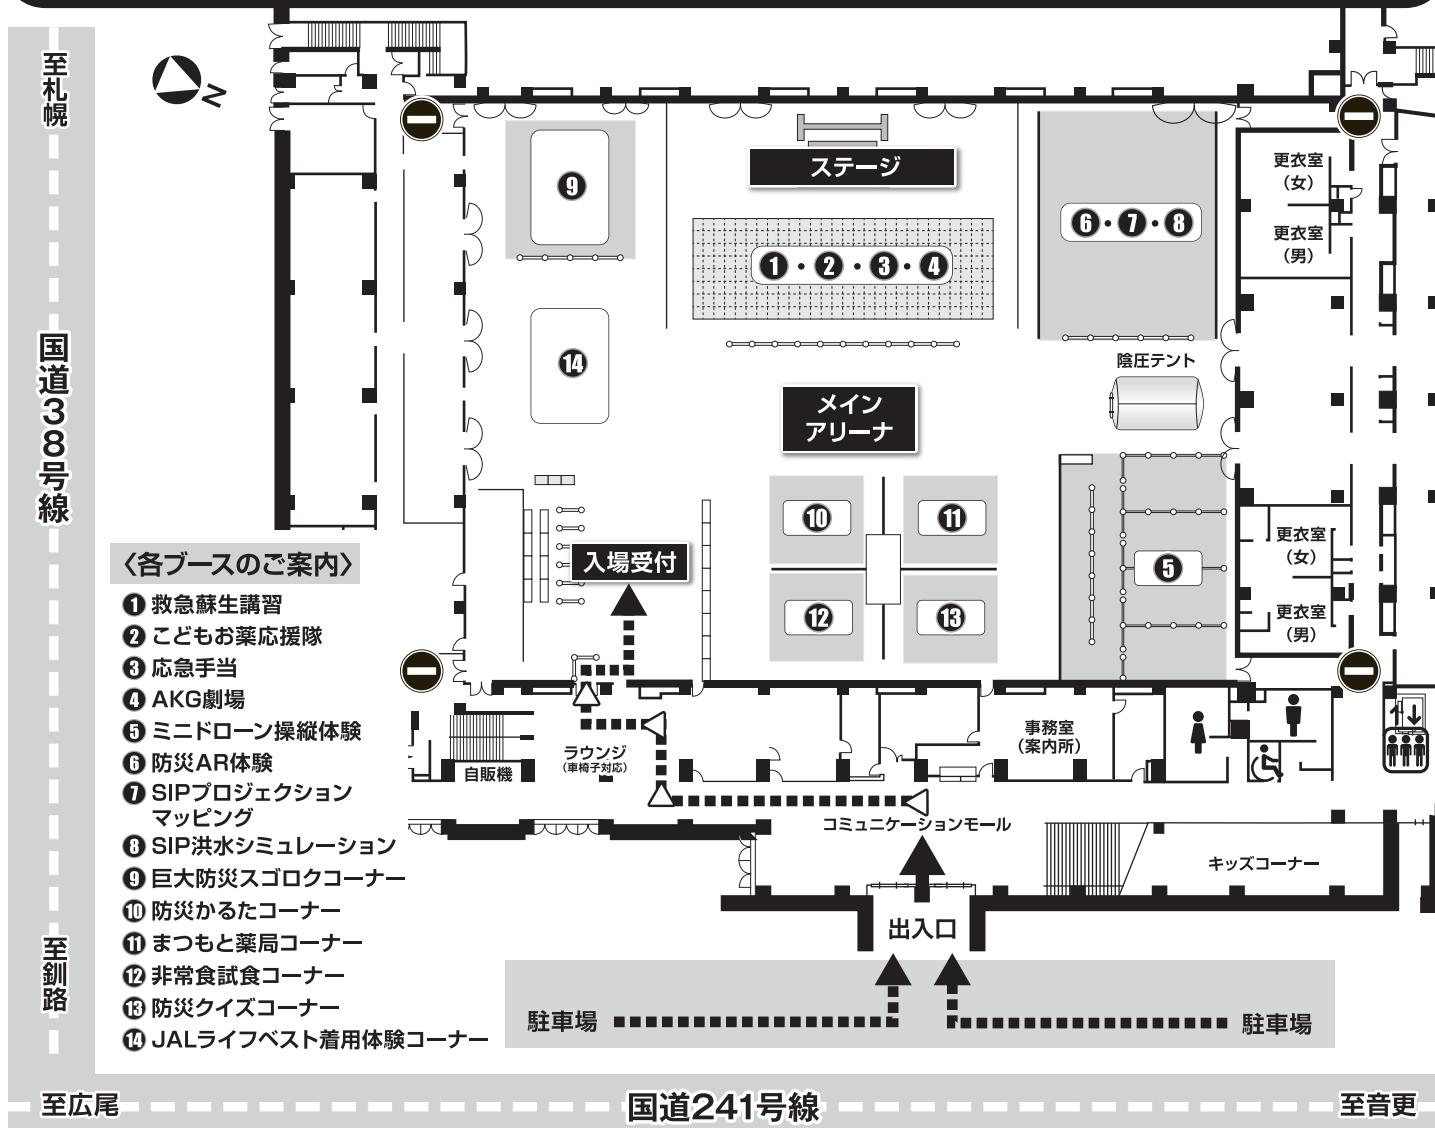 至札幌
国道38号線
至釧路
N
ステージ
9
1・2・3・4
6・7・8
更衣室
(女)
更衣室
(男)
14
陰圧テント
メイン
アリーナ
10
11
12
13
5
入場受付
更衣室
(女)
更衣室
(男)
〈各ブースのご案内〉
1 救急蘇生講習
2 こどもお薬応援隊
3 応急手当
4 AKG劇場
5 ミニドローン操縦体験
6 防災AR体験
7 SIPプロジェクション
マッピング
8 SIP洪水シミュレーション
9 巨大防災スゴロクコーナー
10 防災かるたコーナー
11 まつもと薬局コーナー
12 非常食試食コーナー
13 防災クイズコーナー
14 JALライフベスト着用体験コーナー
自販機
ラウンジ
(車椅子対応)
事務室
(案内所)
コミュニケーションモール
キッズコーナー
出入口
駐車場
駐車場
至広尾
国道241号線
至音更